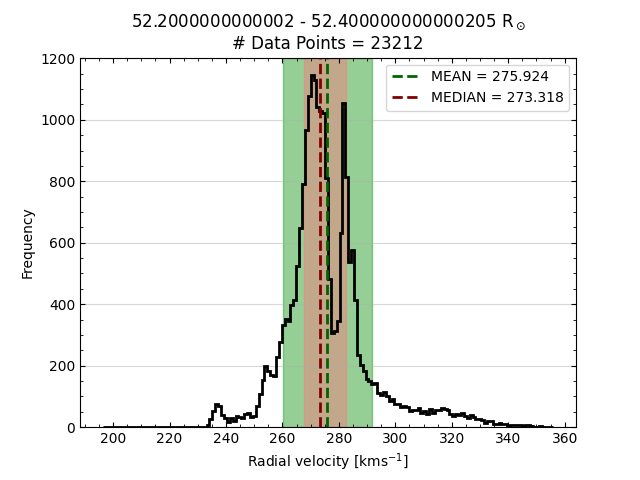 52.2000000000002 - 52.400000000000205 R⊙
# Data Points = 23212
MEAN = 275.924
MEDIAN = 273.318
Frequency
1200
1000
800
600
400
200
0
200 220 240 260 280 300 320 340 360
Radial velocity [kms⁻¹]